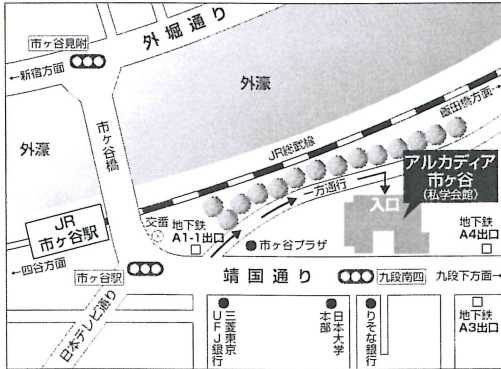 市ヶ谷見附
外堀通り
←新宿方面
外濠
飯田橋方面→
市ヶ谷橋
外濠
JR総武線
アルカディア
市ヶ谷
(私学会館)
一方通行
入口
JR
市ヶ谷駅
交番
地下鉄
A1-1出口
市ヶ谷プラザ
地下鉄
A4出口
←四谷方面
市ヶ谷駅
靖国通り
九段南四
九段下方面→
日本テレビ通り
三菱東京
UFJ銀行
日本大学
本部
りそな銀行
地下鉄
A3出口